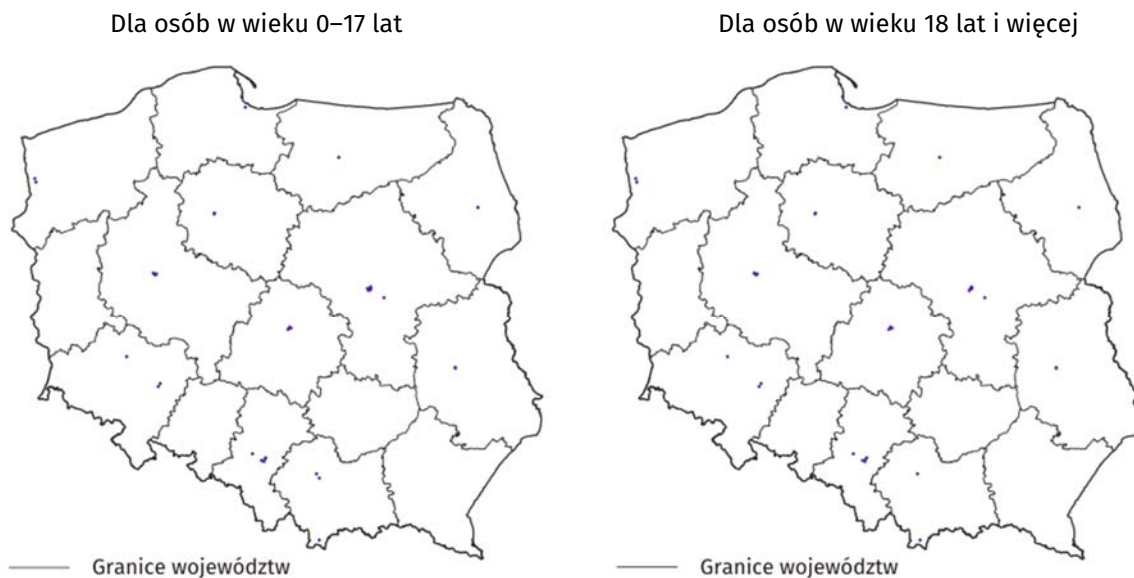 Dla osób w wieku 0–17 lat
Dla osób w wieku 18 lat i więcej
Granice województw
Granice województw